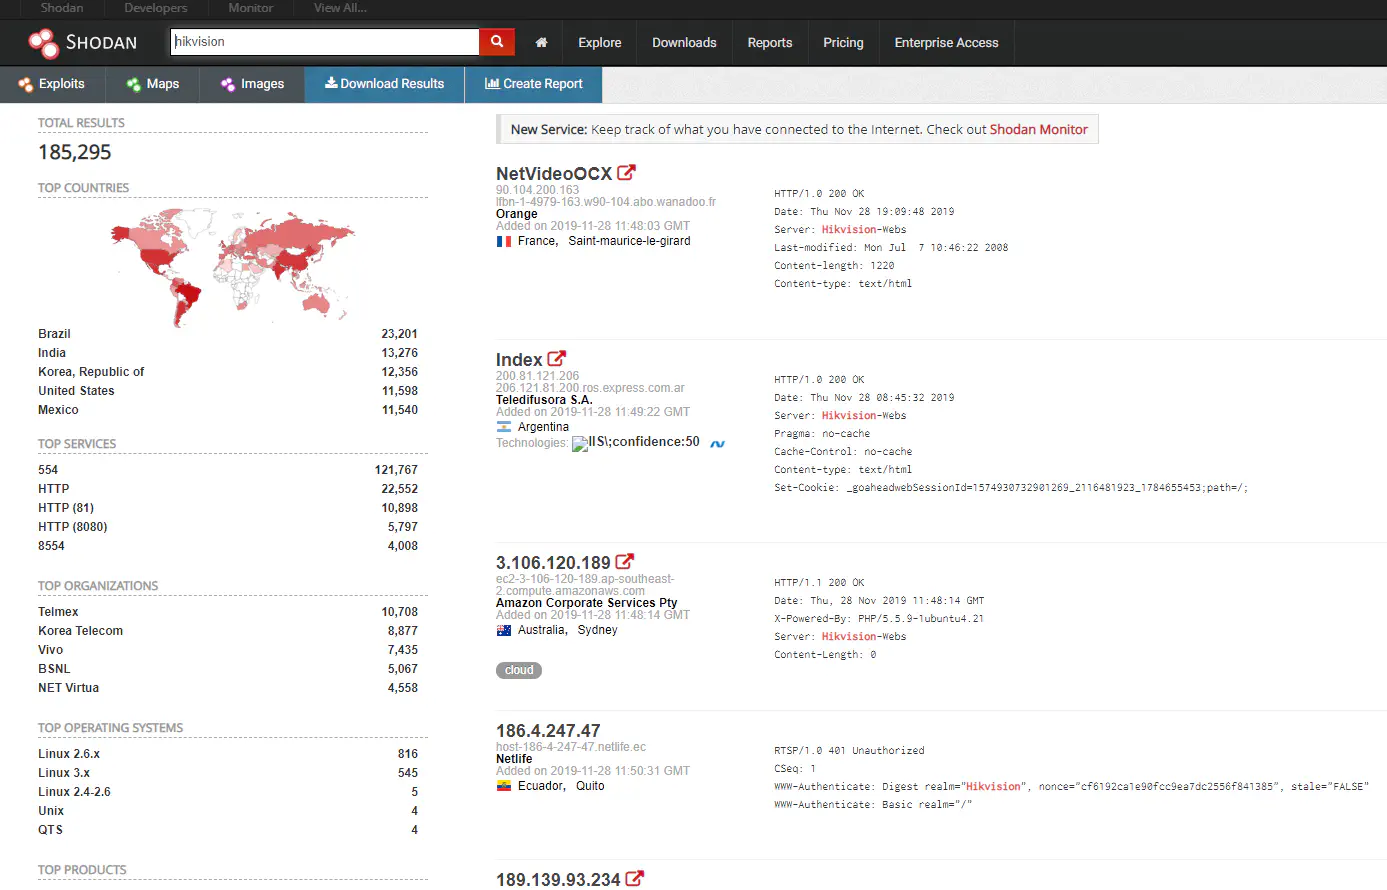 Shodan Developers Monitor View All...
SHODAN hikvision Explore Downloads Reports Pricing Enterprise Access
Exploits Maps Images Download Results Create Report
TOTAL RESULTS
185,295
TOP COUNTRIES
Brazil 23,201
India 13,276
Korea, Republic of 12,356
United States 11,598
Mexico 11,540
TOP SERVICES
554 121,767
HTTP 22,552
HTTP (81) 10,898
HTTP (8080) 5,797
8554 4,008
TOP ORGANIZATIONS
Telmex 10,708
Korea Telecom 8,877
Vivo 7,435
BSNL 5,067
NET Virtua 4,558
TOP OPERATING SYSTEMS
Linux 2.6.x 816
Linux 3.x 545
Linux 2.4-2.6 5
Unix 4
QTS 4
TOP PRODUCTS
New Service: Keep track of what you have connected to the Internet. Check out Shodan Monitor
NetVideoOCX
90.104.200.163
lfbn-1-4979-163.w90-104.abo.wanadoo.fr
Orange
Added on 2019-11-28 11:48:03 GMT
France, Saint-maurice-le-girard
HTTP/1.0 200 OK
Date: Thu Nov 28 19:09:48 2019
Server: Hikvision-Webs
Last-modified: Mon Jul 7 10:46:22 2008
Content-length: 1220
Content-type: text/html
Index
200.81.121.206
206.121.81.200.ros.express.com.ar
Teledifusora S.A.
Added on 2019-11-28 11:49:22 GMT
Argentina
Technologies: IIS\;confidence:50
HTTP/1.0 200 OK
Date: Thu Nov 28 08:45:32 2019
Server: Hikvision-Webs
Pragma: no-cache
Cache-Control: no-cache
Content-type: text/html
Set-Cookie: _goaheadwebSessionId=1574930732901269_2116481923_1784655453;path=/;
3.106.120.189
ec2-3-106-120-189.ap-southeast-
2.compute.amazonaws.com
Amazon Corporate Services Pty
Added on 2019-11-28 11:48:14 GMT
Australia, Sydney
cloud
HTTP/1.1 200 OK
Date: Thu, 28 Nov 2019 11:48:14 GMT
X-Powered-By: PHP/5.5.9-1ubuntu4.21
Server: Hikvision-Webs
Content-Length: 0
186.4.247.47
host-186-4-247-47.netlife.ec
Netlife
Added on 2019-11-28 11:50:31 GMT
Ecuador, Quito
RTSP/1.0 401 Unauthorized
CSeq: 1
WWW-Authenticate: Digest realm="Hikvision", nonce="cf6192ca1e90fcc9ea7dc2556f841385", stale="FALSE"
WWW-Authenticate: Basic realm="/"
189.139.93.234